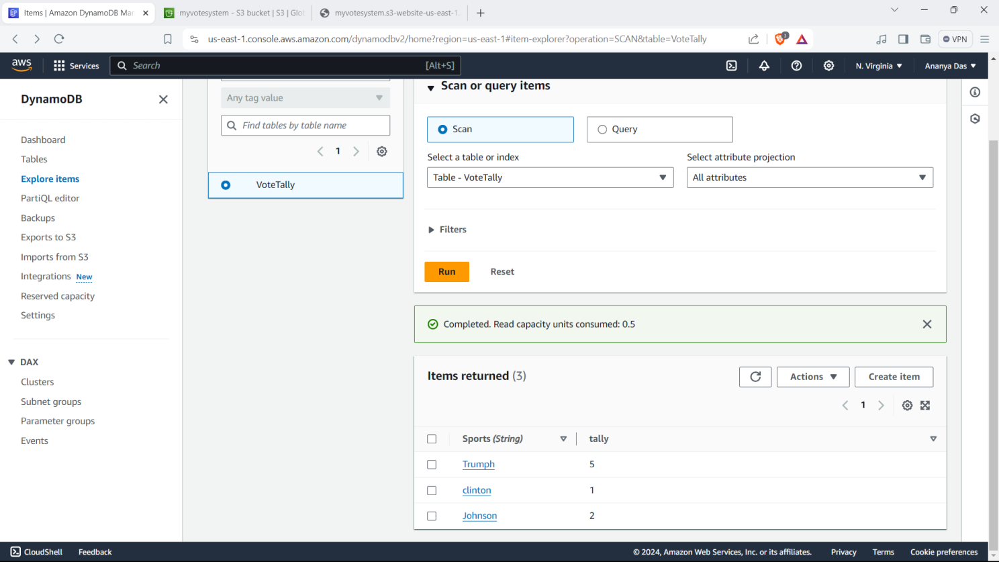 Items | Amazon DynamoDB Mar
myvotesystem - S3 bucket | S3 | Glo
myvotesystem.s3-website-us-east-1.
us-east-1.console.aws.amazon.com/dynamodbv2/home?region=us-east-1#item-explorer?operation=SCAN&table=VoteTally
3
VPN
aws
Services
Search
[Alt+S]
N. Virginia
Ananya Das
DynamoDB
Dashboard
Tables
Explore items
PartiQL editor
Backups
Exports to S3
Imports from S3
Integrations New
Reserved capacity
Settings
DAX
Clusters
Subnet groups
Parameter groups
Events
Any tag value
Find tables by table name
1
VoteTally
Scan or query items
Scan
Query
Select a table or index
Select attribute projection
Table - VoteTally
All attributes
Filters
Run
Reset
Completed. Read capacity units consumed: 0.5
Items returned (3)
Actions
Create item
1
Sports (String) tally
Trumph 5
clinton 1
Johnson 2
CloudShell
Feedback
© 2024, Amazon Web Services, Inc. or its affiliates.
Privacy
Terms
Cookie preferences